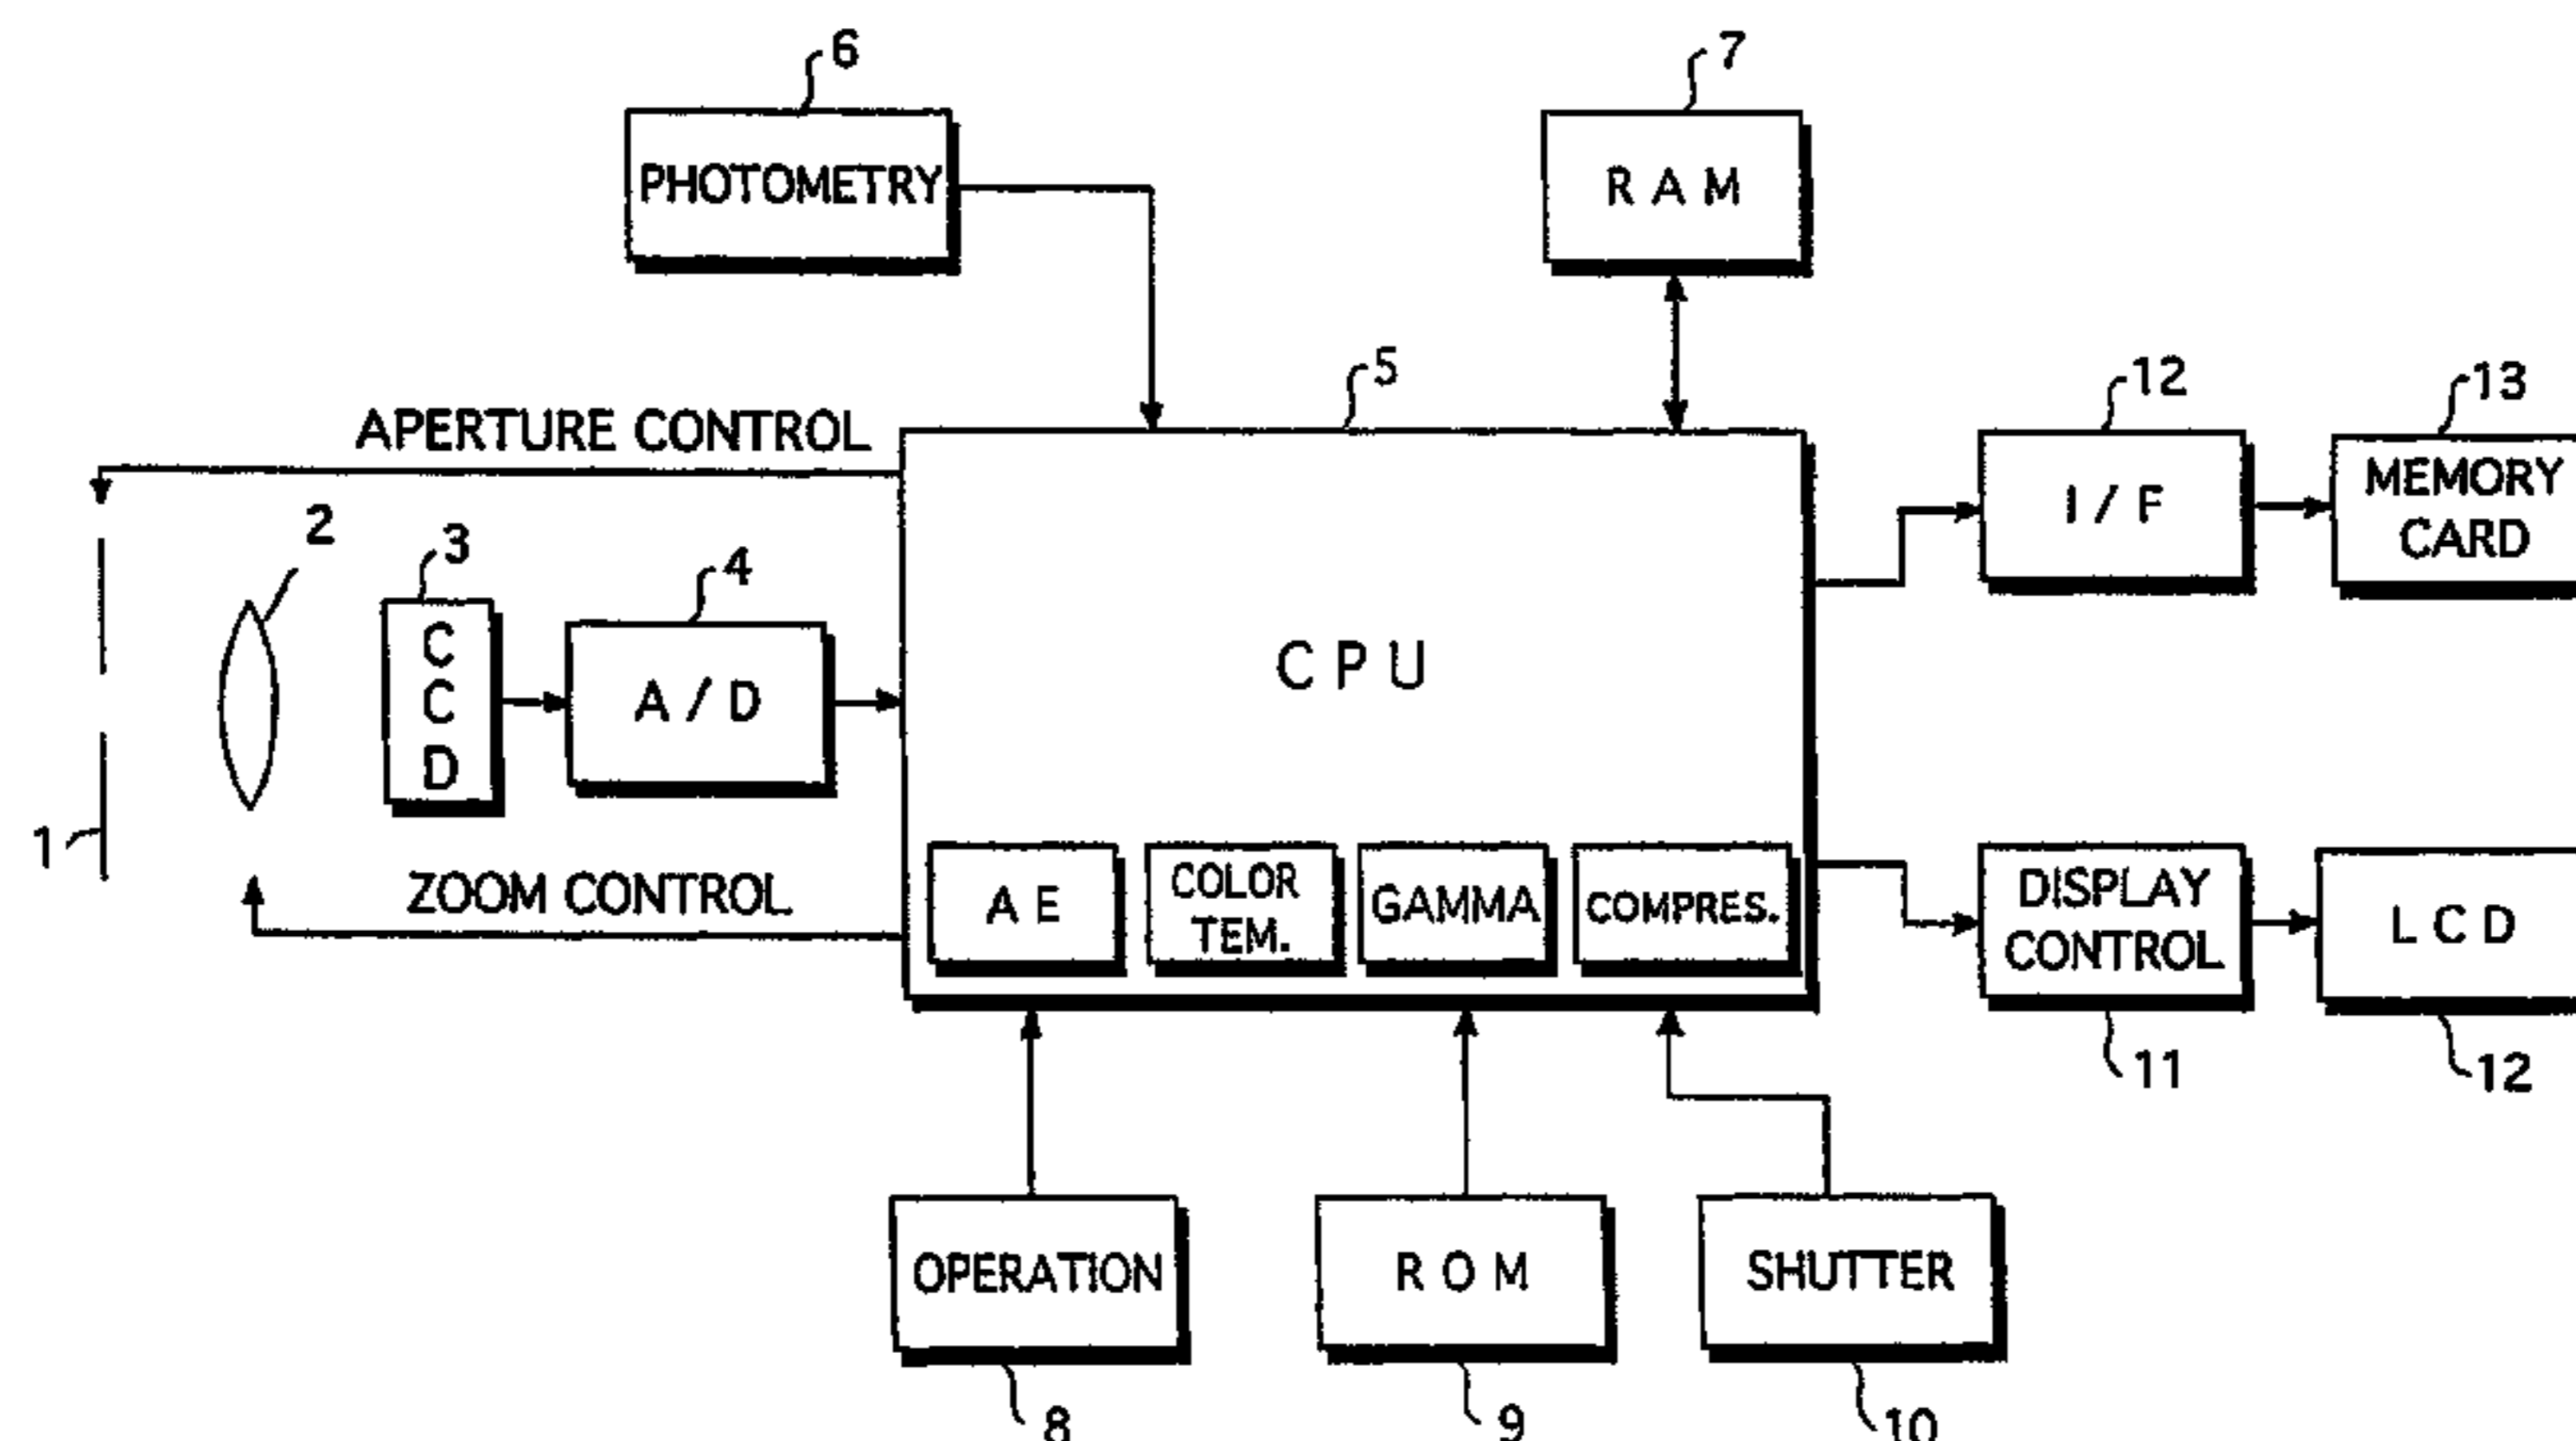 6
7
PHOTOMETRY
R A M
5
12
13
APERTURE CONTROL
I / F
MEMORY
CARD
2
3
4
C
C
D
A / D
C P U
1
ZOOM CONTROL
A E
COLOR
TEM.
GAMMA
COMPRES.
DISPLAY
CONTROL
L C D
11
12
OPERATION
R O M
SHUTTER
8
9
10